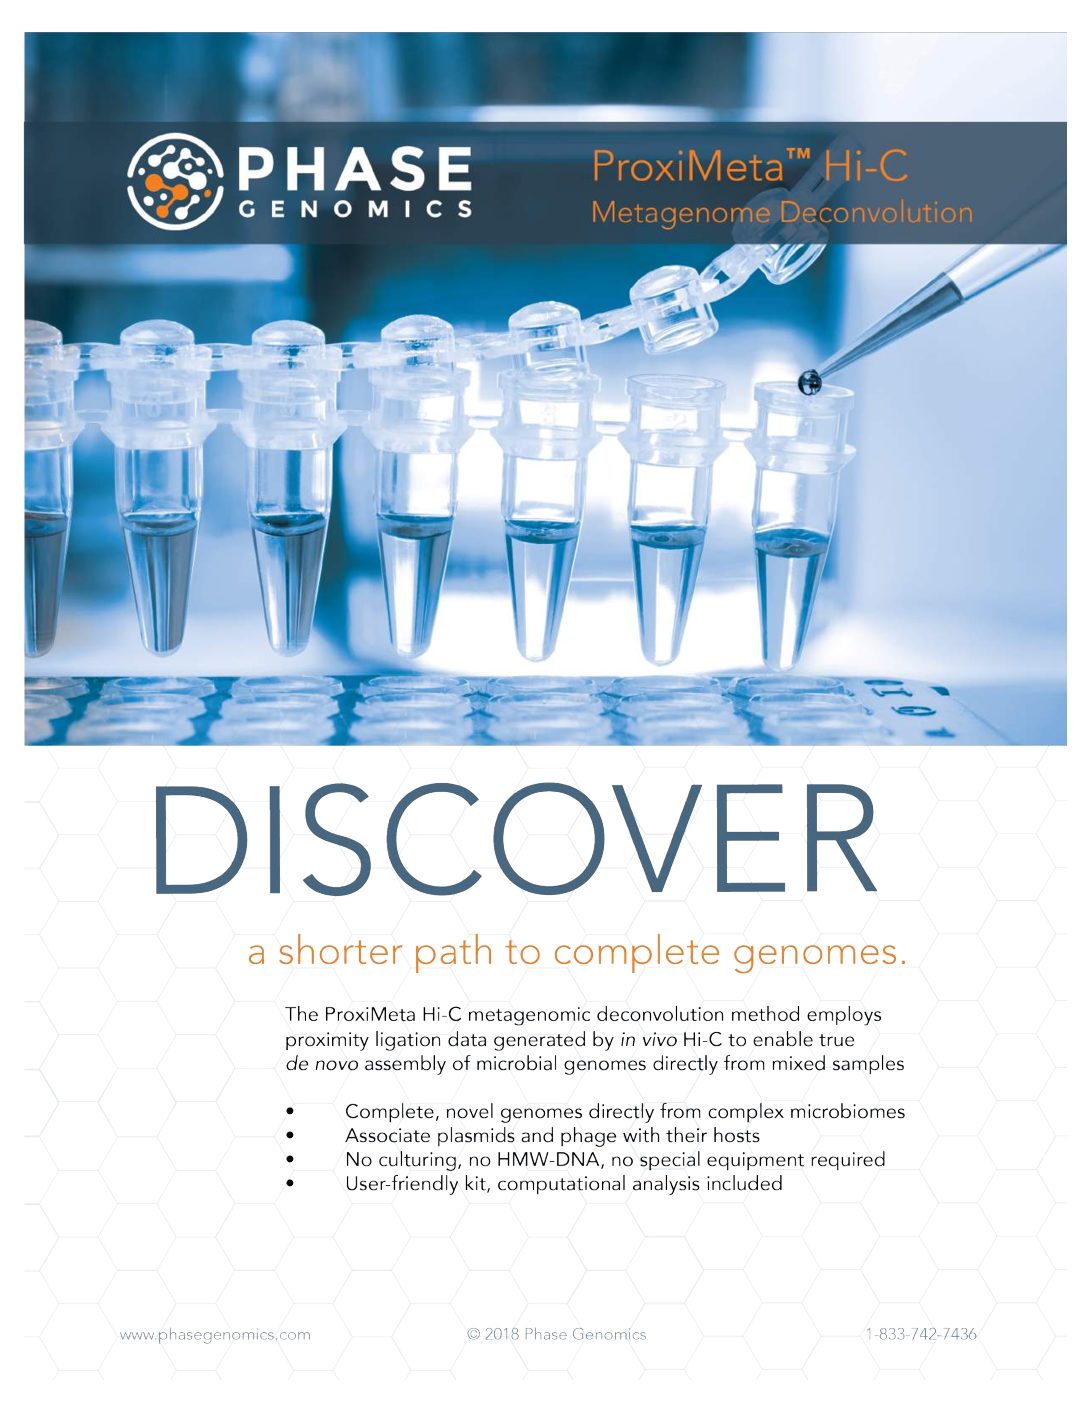 PHASE
GENOMICS
ProxiMeta™ Hi-C
Metagenome Deconvolution
DISCOVER
a shorter path to complete genomes.
The ProxiMeta Hi-C metagenomic deconvolution method employs
proximity ligation data generated by in vivo Hi-C to enable true
de novo assembly of microbial genomes directly from mixed samples
• Complete, novel genomes directly from complex microbiomes
• Associate plasmids and phage with their hosts
• No culturing, no HMW-DNA, no special equipment required
• User-friendly kit, computational analysis included
www.phasegenomics.com
© 2018 Phase Genomics
1-833-742-7436